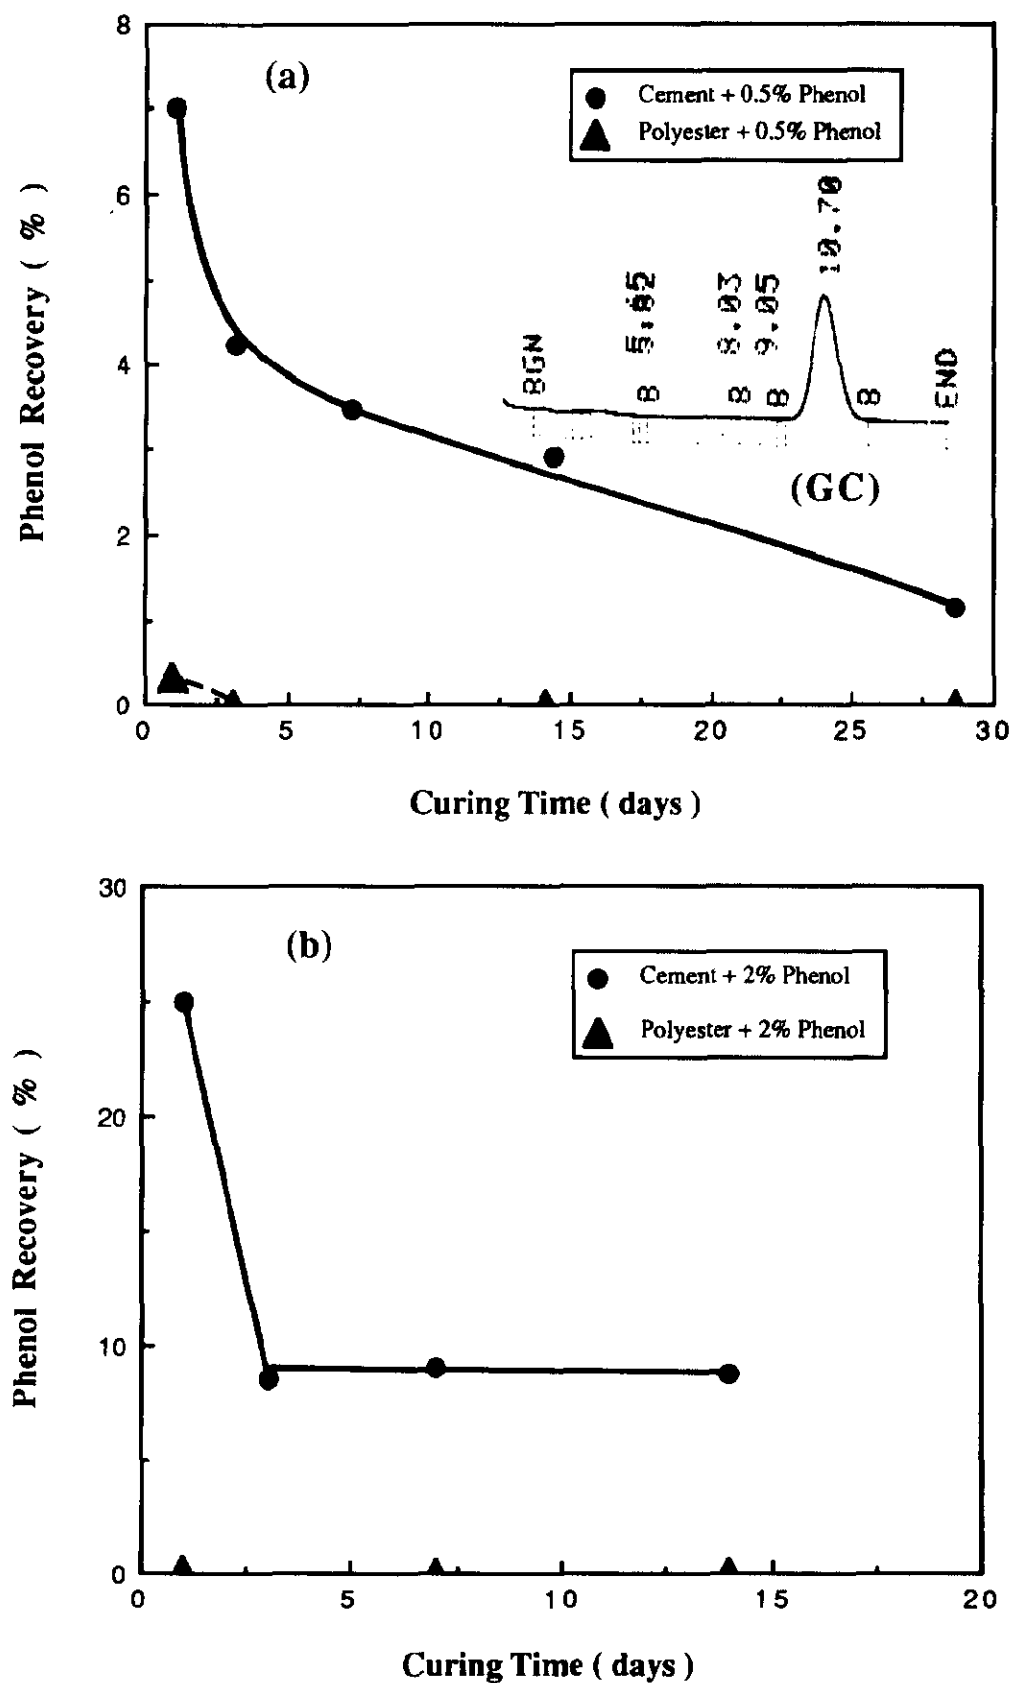 8
(a)
Cement + 0.5% Phenol
Polyester + 0.5% Phenol
6
4
2
0
Phenol Recovery ( % )
BGN
8.03
9.05
10.70
END
B
B
B
B
(GC)
0 5 10 15 20 25 30
Curing Time ( days )
30
(b)
Cement + 2% Phenol
Polyester + 2% Phenol
20
10
0
Phenol Recovery ( % )
0 5 10 15 20
Curing Time ( days )